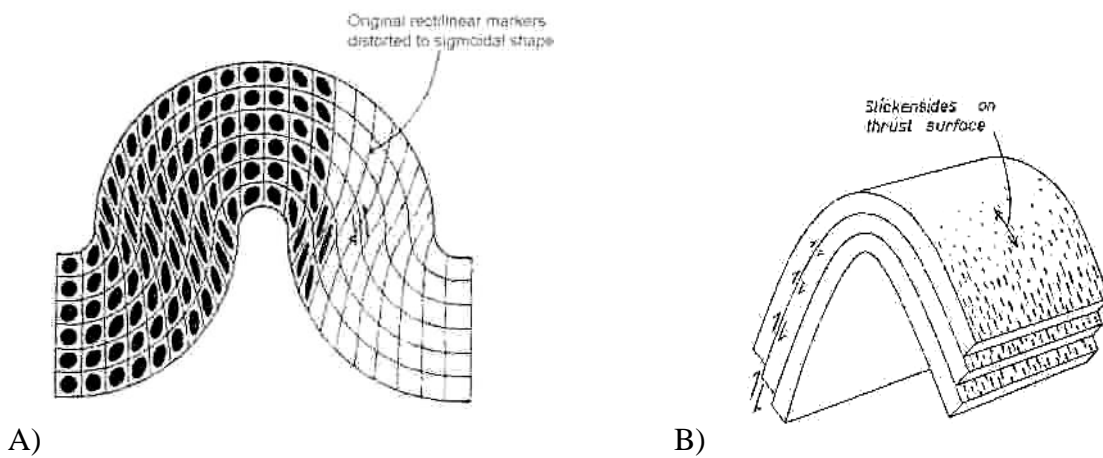 Original rectilinear markers
distorted to sigmoidal shape
Slickensides on
thrust surface
A)
B)